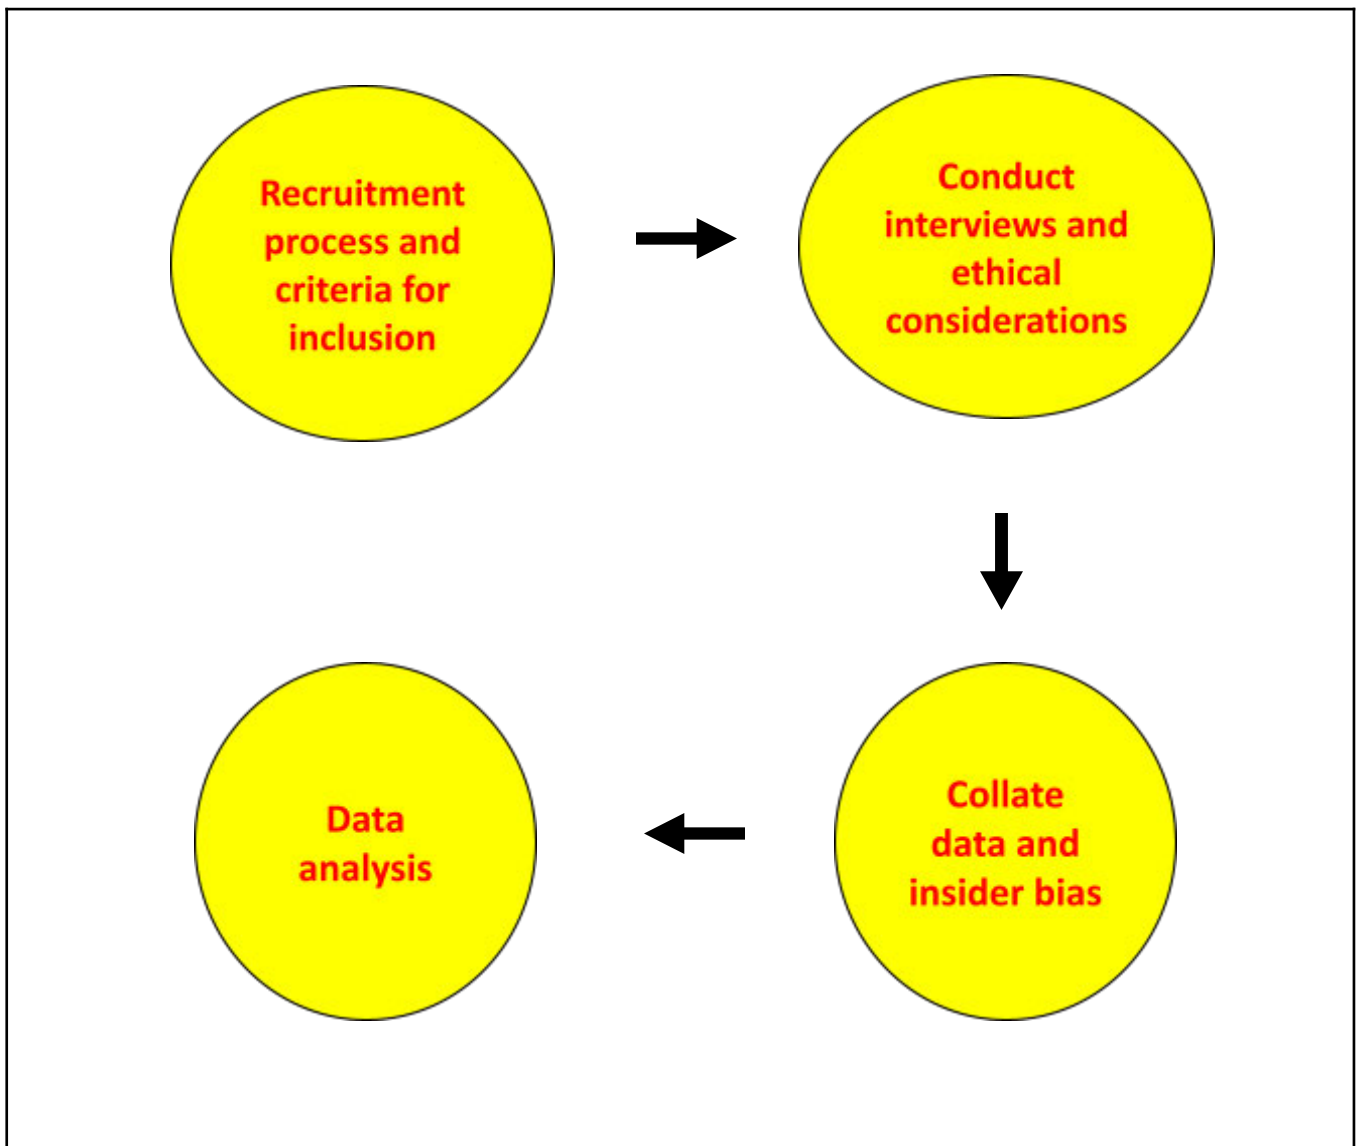 Recruitment
process and
criteria for
inclusion
Conduct
interviews and
ethical
considerations
Collate
data and
insider bias
Data
analysis